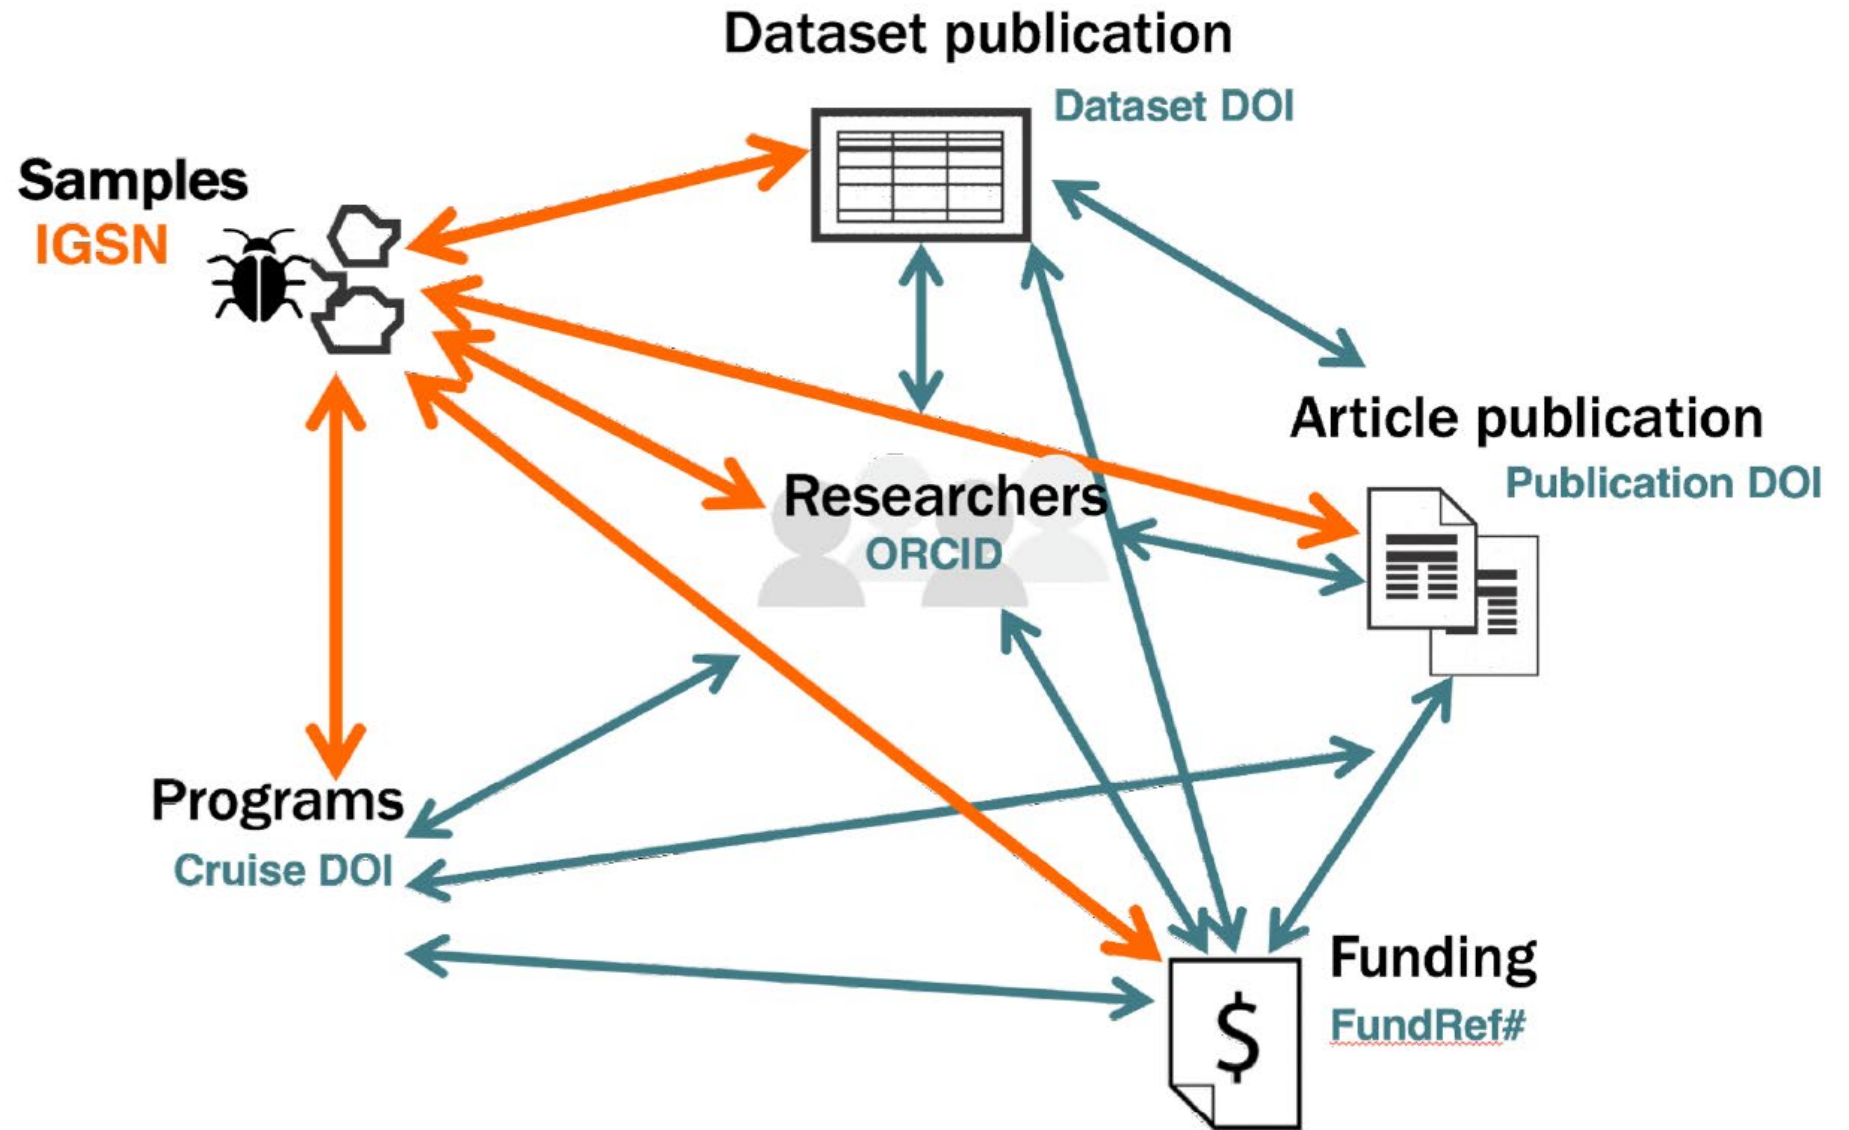 Dataset publication
Dataset DOI
Samples
IGSN
Article publication
Publication DOI
Researchers
ORCID
Programs
Cruise DOI
Funding
FundRef#
$